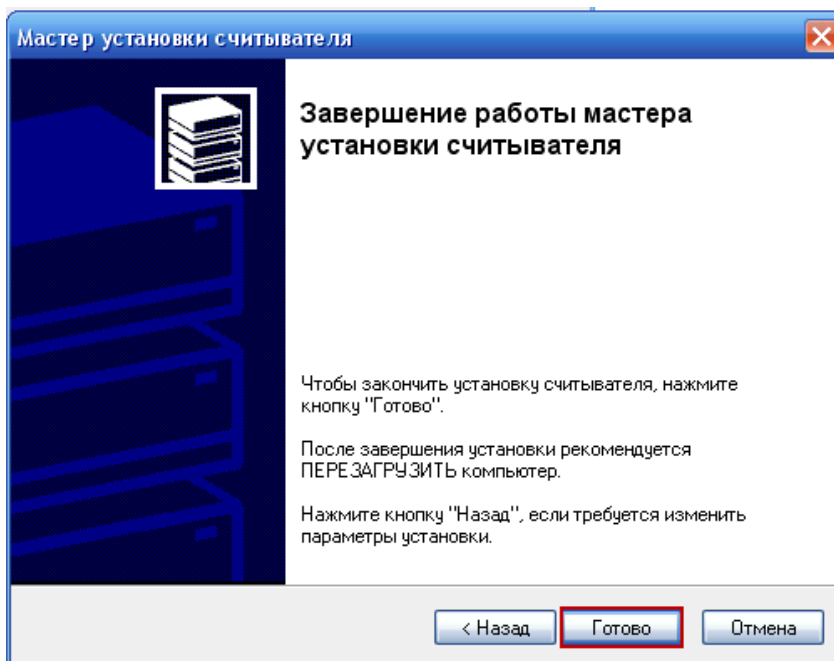 Мастер установки считывателя
Завершение работы мастера
установки считывателя
Чтобы закончить установку считывателя, нажмите
кнопку "Готово".
После завершения установки рекомендуется
ПЕРЕЗАГРУЗИТЬ компьютер.
Нажмите кнопку "Назад", если требуется изменить
параметры установки.
< Назад
Готово
Отмена